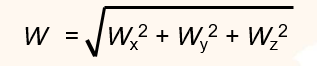 W = √(Wx² + Wy² + Wz²)